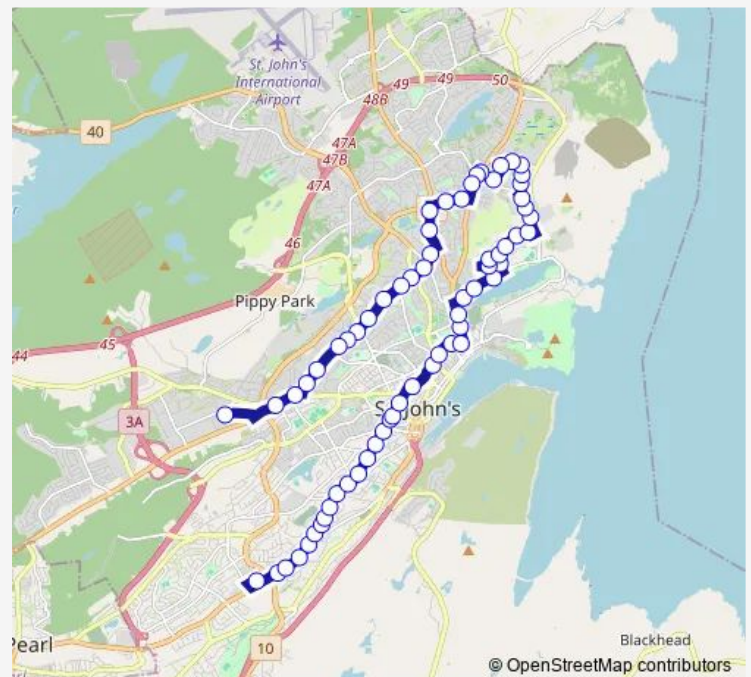 St. John's
International
Airport
49
49
50
48B
40
47A
47B
47A
46
Pippy Park
45
44
3A
St. John's
10
Pearl
Blackhead
© OpenStreetMap contributors